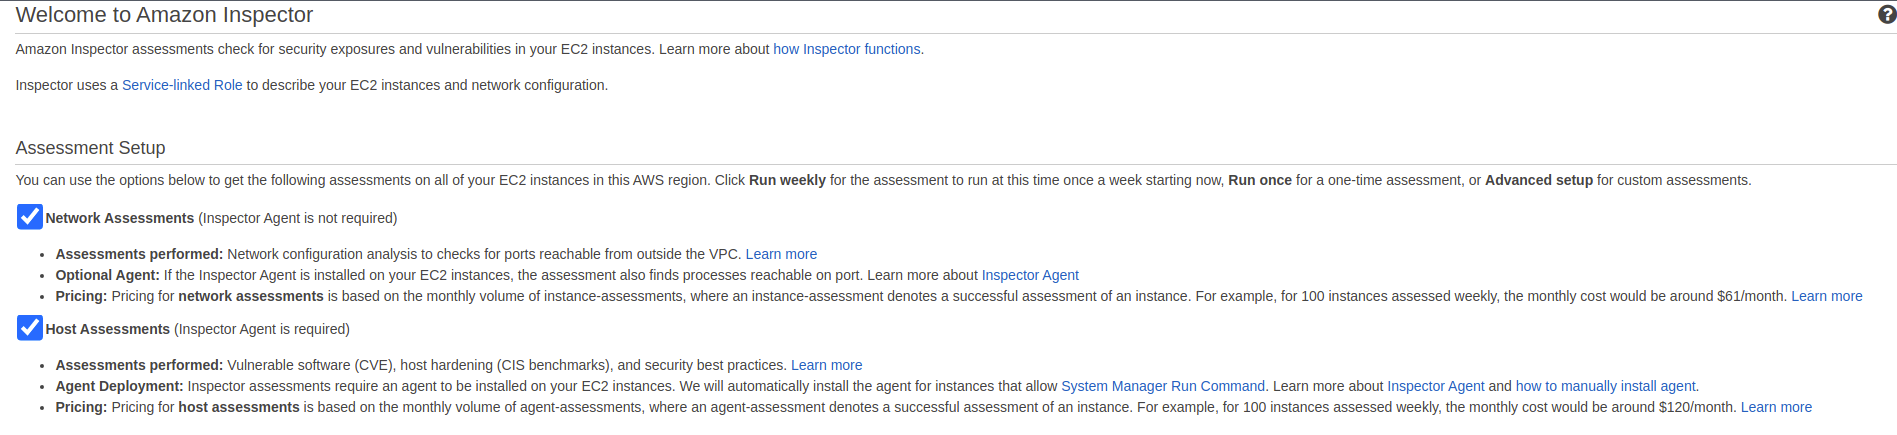 Welcome to Amazon Inspector
?
Amazon Inspector assessments check for security exposures and vulnerabilities in your EC2 instances. Learn more about how Inspector functions.
Inspector uses a Service-linked Role to describe your EC2 instances and network configuration.
Assessment Setup
You can use the options below to get the following assessments on all of your EC2 instances in this AWS region. Click Run weekly for the assessment to run at this time once a week starting now, Run once for a one-time assessment, or Advanced setup for custom assessments.
Network Assessments (Inspector Agent is not required)
• Assessments performed: Network configuration analysis to checks for ports reachable from outside the VPC. Learn more
• Optional Agent: If the Inspector Agent is installed on your EC2 instances, the assessment also finds processes reachable on port. Learn more about Inspector Agent
• Pricing: Pricing for network assessments is based on the monthly volume of instance-assessments, where an instance-assessment denotes a successful assessment of an instance. For example, for 100 instances assessed weekly, the monthly cost would be around $61/month. Learn more
Host Assessments (Inspector Agent is required)
• Assessments performed: Vulnerable software (CVE), host hardening (CIS benchmarks), and security best practices. Learn more
• Agent Deployment: Inspector assessments require an agent to be installed on your EC2 instances. We will automatically install the agent for instances that allow System Manager Run Command. Learn more about Inspector Agent and how to manually install agent.
• Pricing: Pricing for host assessments is based on the monthly volume of agent-assessments, where an agent-assessment denotes a successful assessment of an instance. For example, for 100 instances assessed weekly, the monthly cost would be around $120/month. Learn more